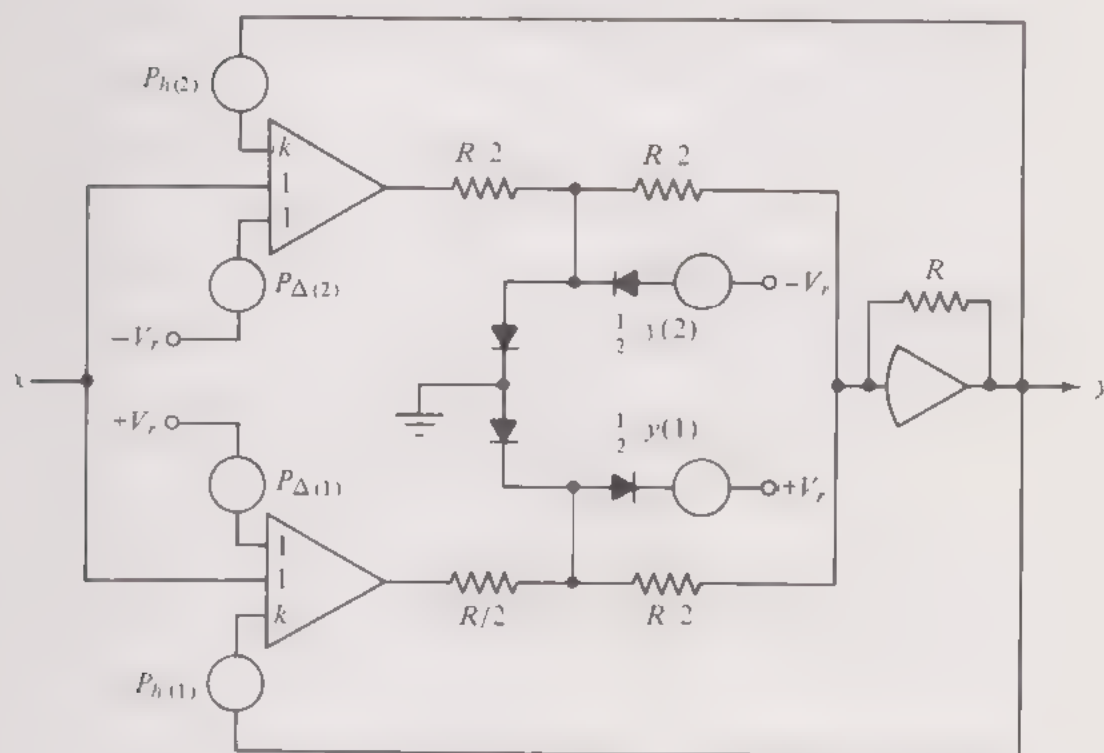 P_h(2)
k
1
1
P_Δ(2)
−V_r
R 2
R 2
−V_r
1/2 y(2)
R
x
y
+V_r
P_Δ(1)
1
1
k
P_h(1)
1/2 y(1)
+V_r
R/2
R 2